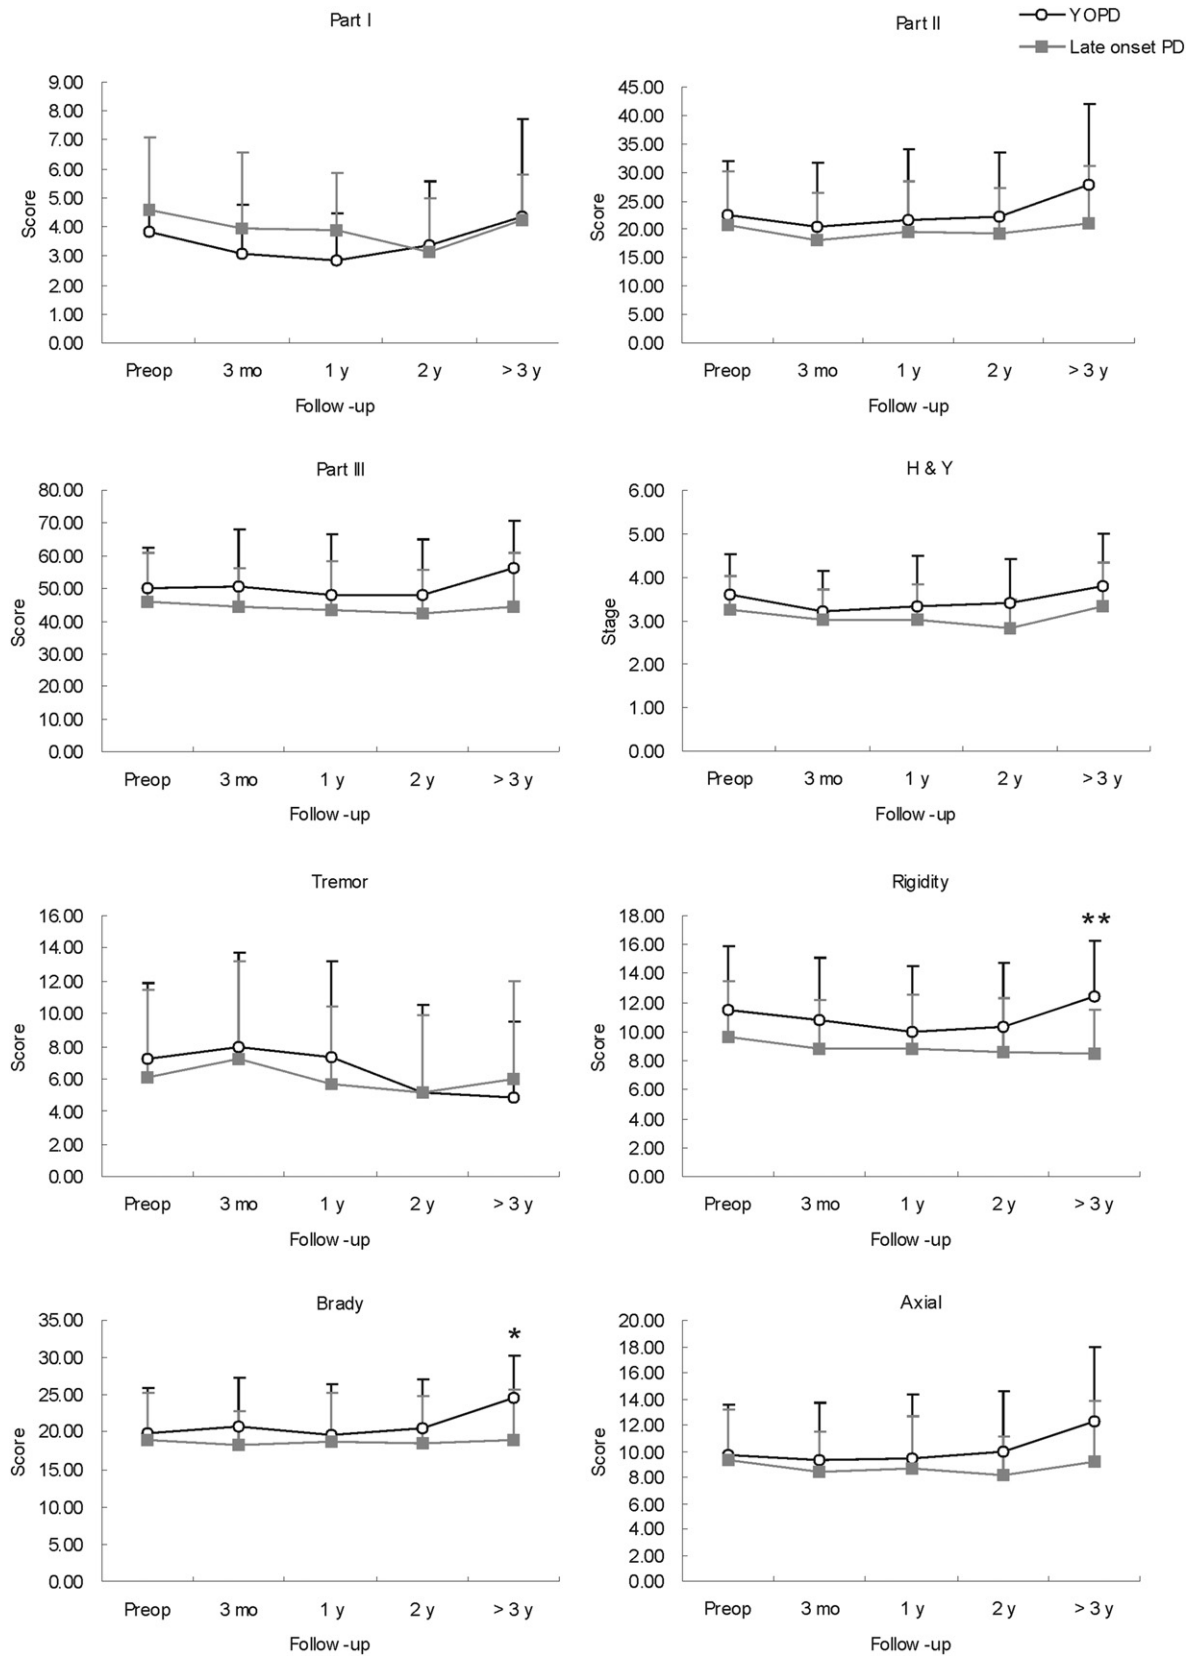 Part I
Part II
YOPD
Late onset PD
9.00
8.00
7.00
6.00
5.00
4.00
3.00
2.00
1.00
0.00
Score
Preop 3 mo 1 y 2 y > 3 y
Follow -up
45.00
40.00
35.00
30.00
25.00
20.00
15.00
10.00
5.00
0.00
Score
Preop 3 mo 1 y 2 y > 3 y
Follow -up
Part III
80.00
70.00
60.00
50.00
40.00
30.00
20.00
10.00
0.00
Score
Preop 3 mo 1 y 2 y > 3 y
Follow -up
H & Y
6.00
5.00
4.00
3.00
2.00
1.00
0.00
Stage
Preop 3 mo 1 y 2 y > 3 y
Follow -up
Tremor
16.00
14.00
12.00
10.00
8.00
6.00
4.00
2.00
0.00
Score
Preop 3 mo 1 y 2 y > 3 y
Follow -up
Rigidity
**
18.00
16.00
14.00
12.00
10.00
8.00
6.00
4.00
2.00
0.00
Score
Preop 3 mo 1 y 2 y > 3 y
Follow -up
Brady
*
35.00
30.00
25.00
20.00
15.00
10.00
5.00
0.00
Score
Preop 3 mo 1 y 2 y > 3 y
Follow -up
Axial
20.00
18.00
16.00
14.00
12.00
10.00
8.00
6.00
4.00
2.00
0.00
Score
Preop 3 mo 1 y 2 y > 3 y
Follow -up